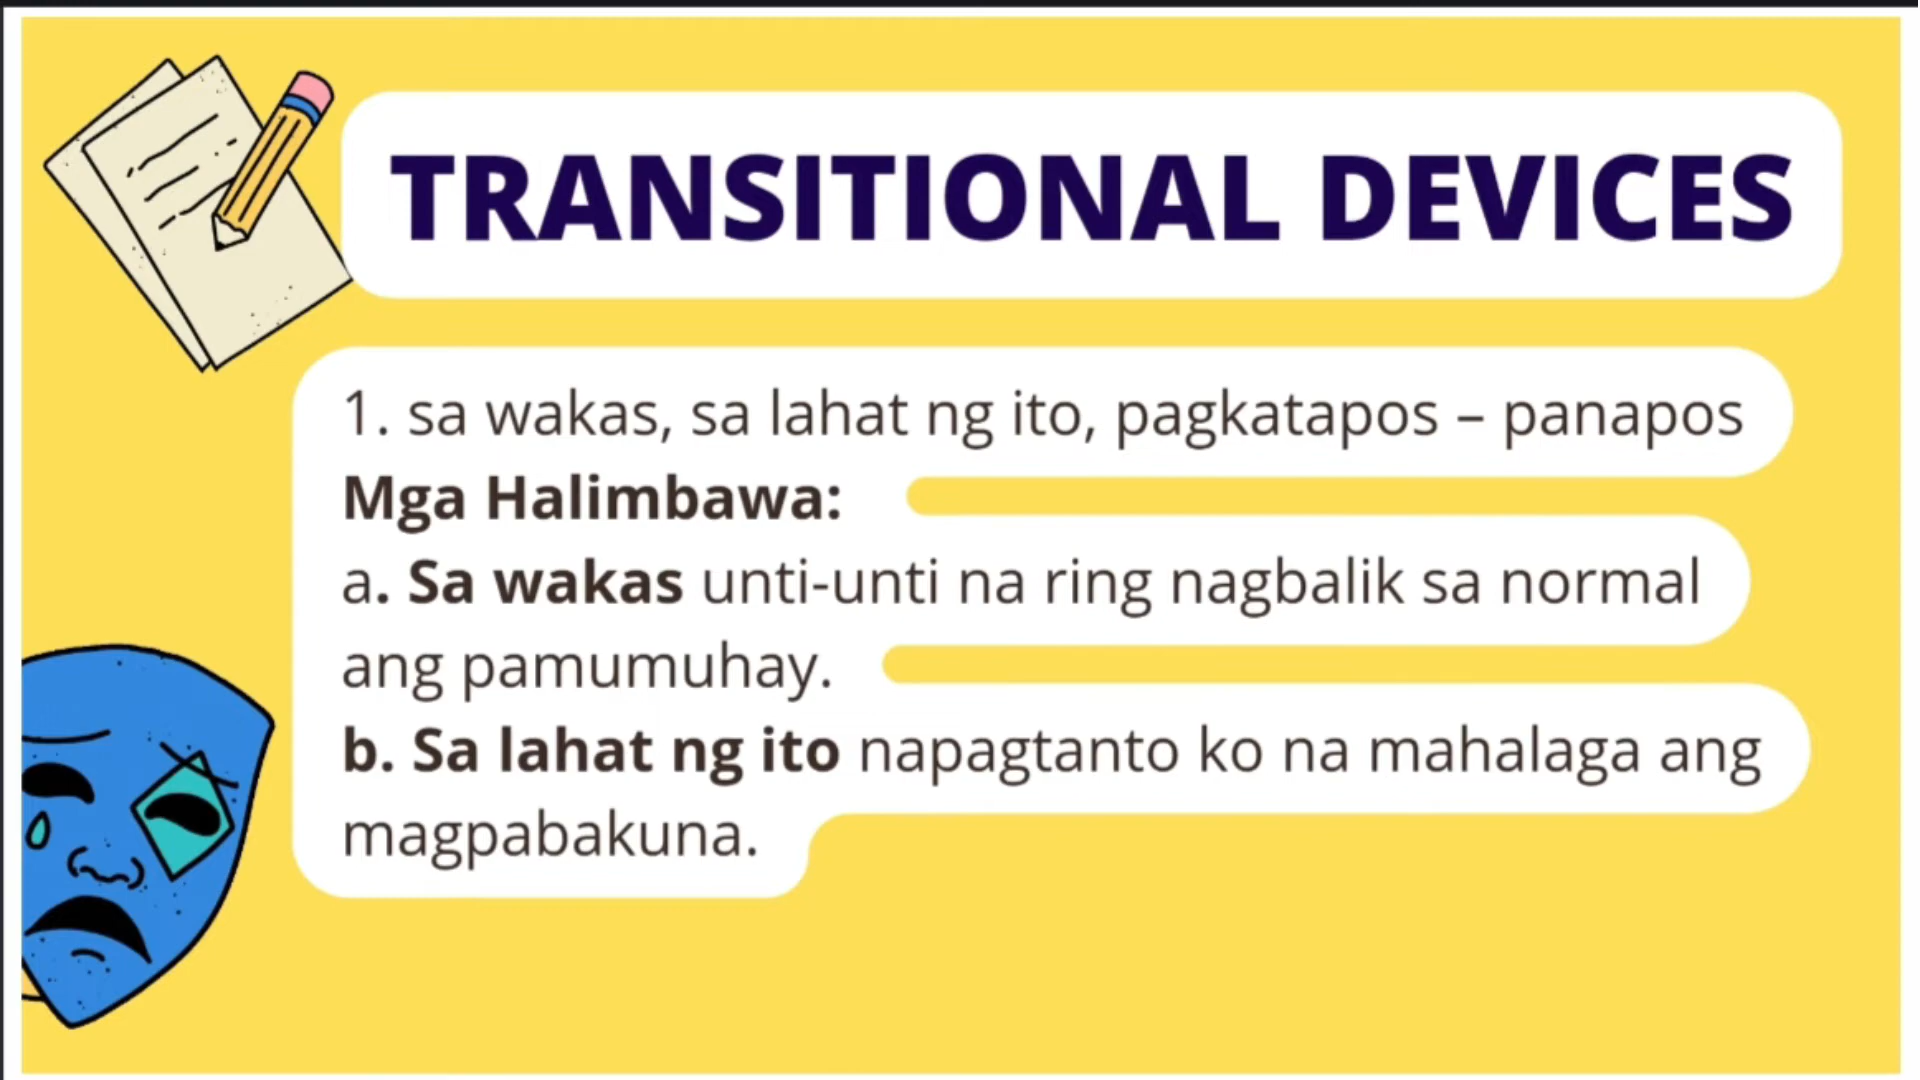 TRANSITIONAL DEVICES
1. sa wakas, sa lahat ng ito, pagkatapos – panapos
Mga Halimbawa:
a. Sa wakas unti-unti na ring nagbalik sa normal
ang pamumuhay.
b. Sa lahat ng ito napagtanto ko na mahalaga ang
magpabakuna.